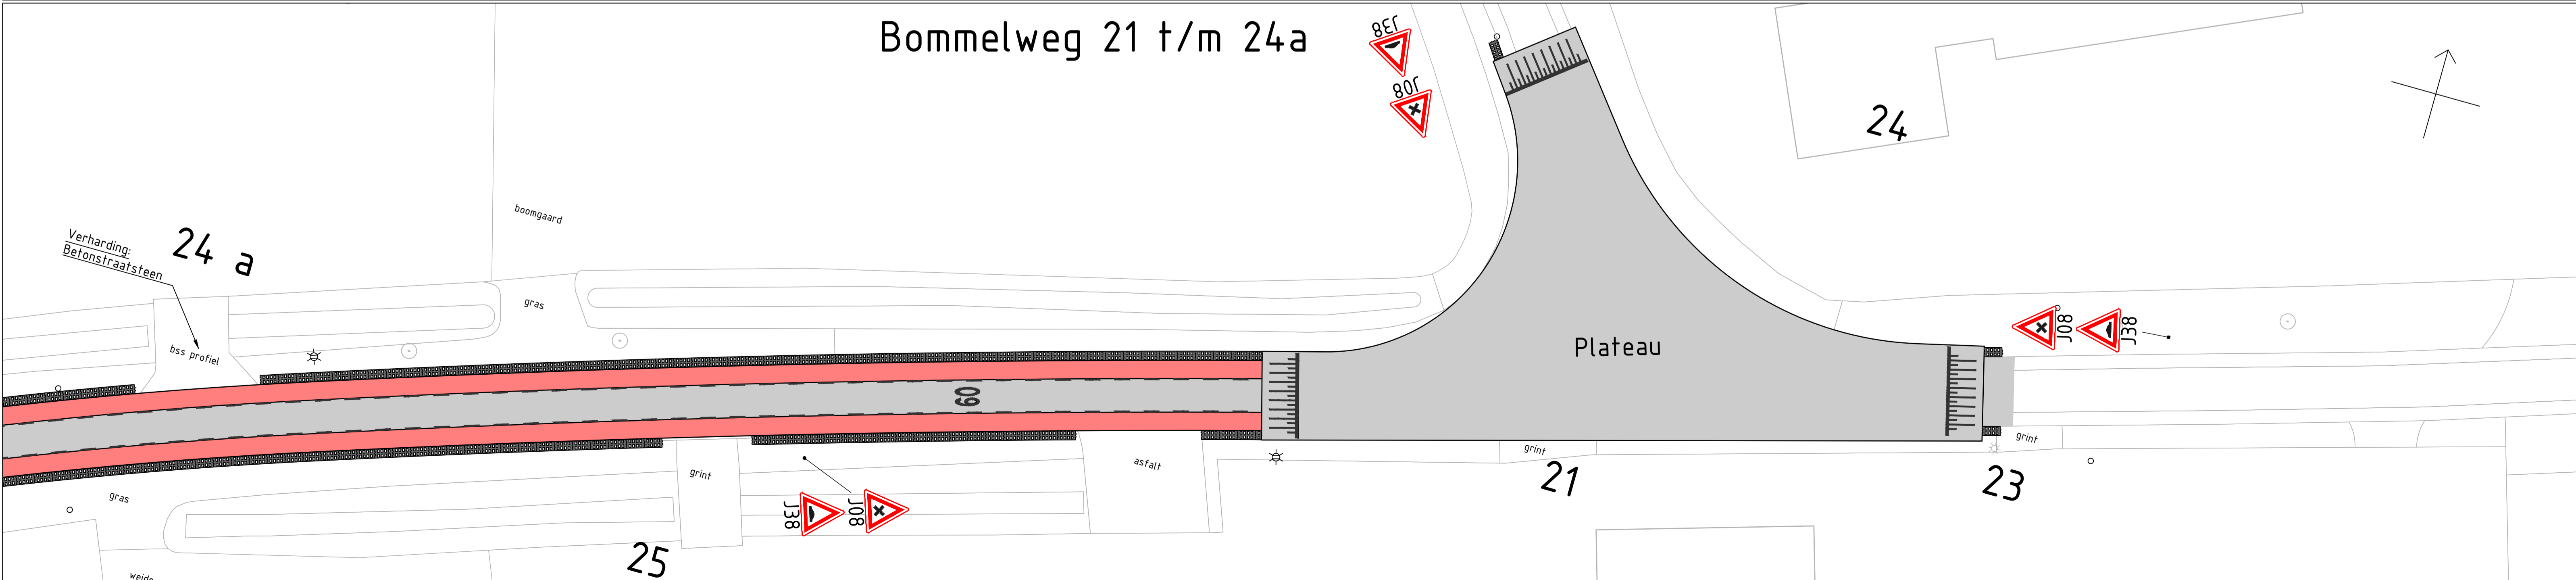 Bommelweg 21 t/m 24a
J38
J08
24
boomgaard
Verharding:
Betonstraatsteen
24 a
gras
bss profiel
60
Plateau
J08
J38
grint
grint
asfalt
grint
21
23
gras
J38
J08
25
weide